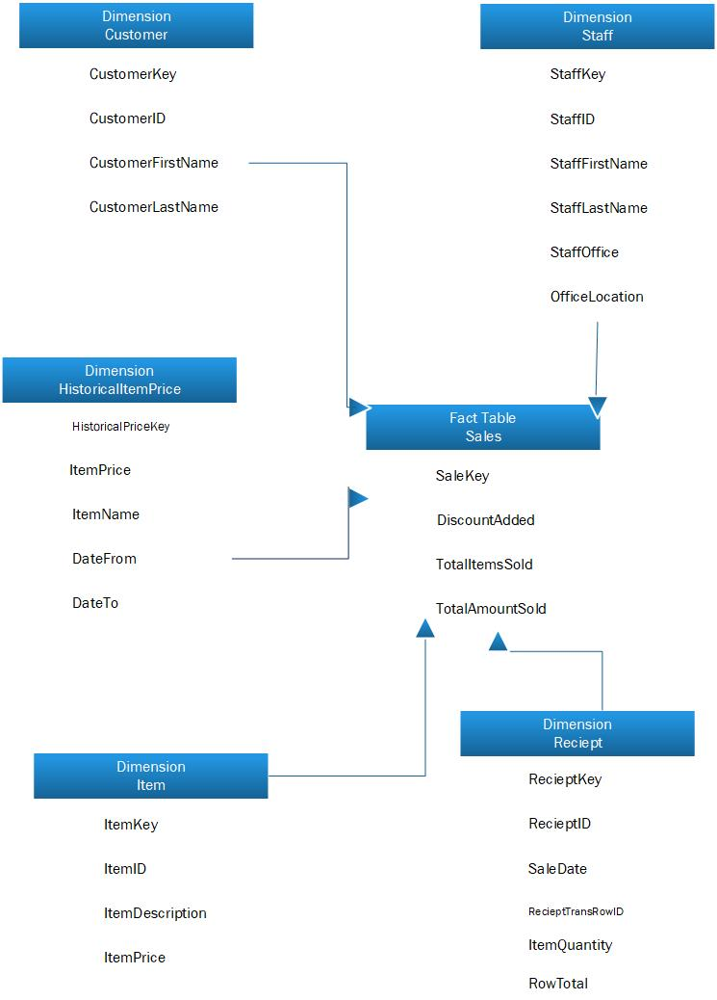 Dimension
Customer
CustomerKey
CustomerID
CustomerFirstName
CustomerLastName
Dimension
Staff
StaffKey
StaffID
StaffFirstName
StaffLastName
StaffOffice
OfficeLocation
Dimension
HistoricalItemPrice
HistoricalPriceKey
ItemPrice
ItemName
DateFrom
DateTo
Fact Table
Sales
SaleKey
DiscountAdded
TotalItemsSold
TotalAmountSold
Dimension
Item
ItemKey
ItemID
ItemDescription
ItemPrice
Dimension
Reciept
RecieptKey
RecieptID
SaleDate
RecieptTransRowID
ItemQuantity
RowTotal